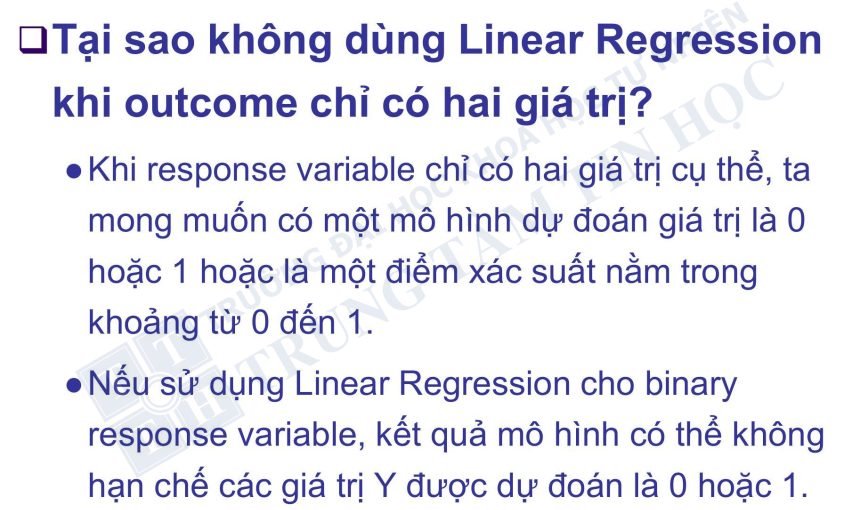 ❑Tại sao không dùng Linear Regression
khi outcome chỉ có hai giá trị?
●Khi response variable chỉ có hai giá trị cụ thể, ta
mong muốn có một mô hình dự đoán giá trị là 0
hoặc 1 hoặc là một điểm xác suất nằm trong
khoảng từ 0 đến 1.
●Nếu sử dụng Linear Regression cho binary
response variable, kết quả mô hình có thể không
hạn chế các giá trị Y được dự đoán là 0 hoặc 1.
TRƯỜNG ĐẠI HỌC KHOA HỌC TỰ NHIÊN
TRUNG TÂM TIN HỌC